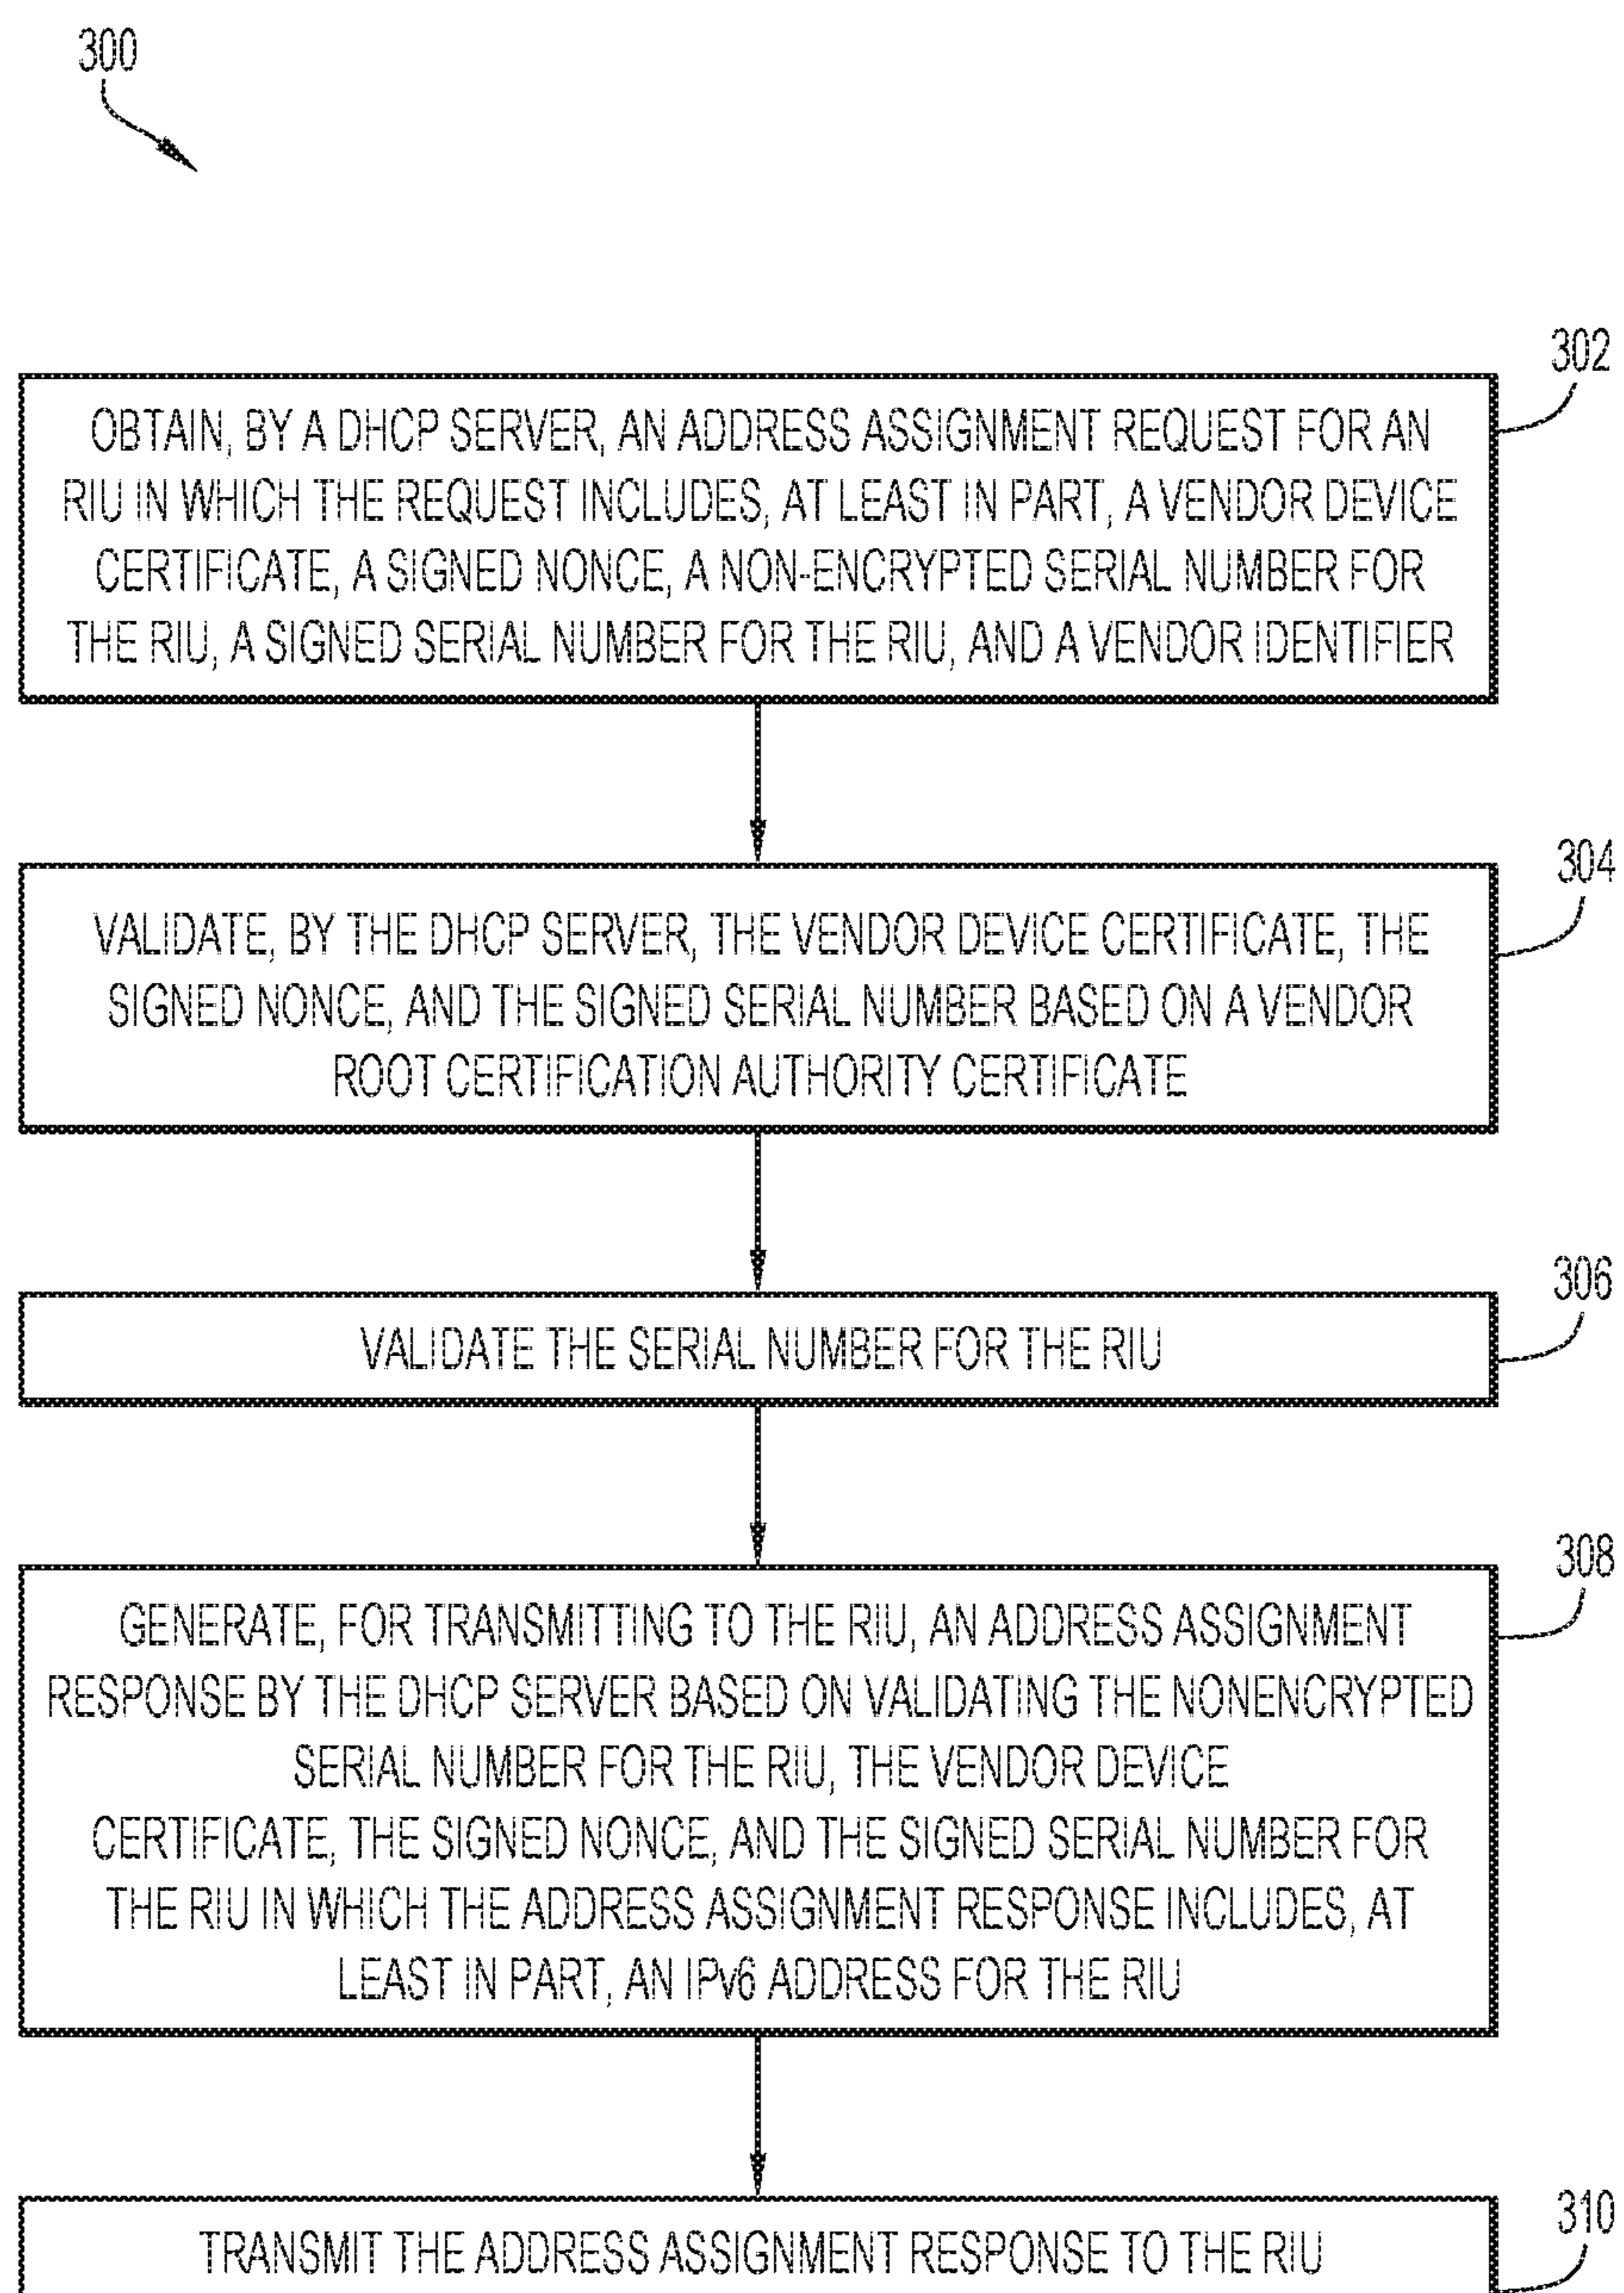 300
302
OBTAIN, BY A DHCP SERVER, AN ADDRESS ASSIGNMENT REQUEST FOR AN
RIU IN WHICH THE REQUEST INCLUDES, AT LEAST IN PART, A VENDOR DEVICE
CERTIFICATE, A SIGNED NONCE, A NON-ENCRYPTED SERIAL NUMBER FOR
THE RIU, A SIGNED SERIAL NUMBER FOR THE RIU, AND A VENDOR IDENTIFIER
304
VALIDATE, BY THE DHCP SERVER, THE VENDOR DEVICE CERTIFICATE, THE
SIGNED NONCE, AND THE SIGNED SERIAL NUMBER BASED ON A VENDOR
ROOT CERTIFICATION AUTHORITY CERTIFICATE
306
VALIDATE THE SERIAL NUMBER FOR THE RIU
308
GENERATE, FOR TRANSMITTING TO THE RIU, AN ADDRESS ASSIGNMENT
RESPONSE BY THE DHCP SERVER BASED ON VALIDATING THE NONENCRYPTED
SERIAL NUMBER FOR THE RIU, THE VENDOR DEVICE
CERTIFICATE, THE SIGNED NONCE, AND THE SIGNED SERIAL NUMBER FOR
THE RIU IN WHICH THE ADDRESS ASSIGNMENT RESPONSE INCLUDES, AT
LEAST IN PART, AN IPv6 ADDRESS FOR THE RIU
310
TRANSMIT THE ADDRESS ASSIGNMENT RESPONSE TO THE RIU